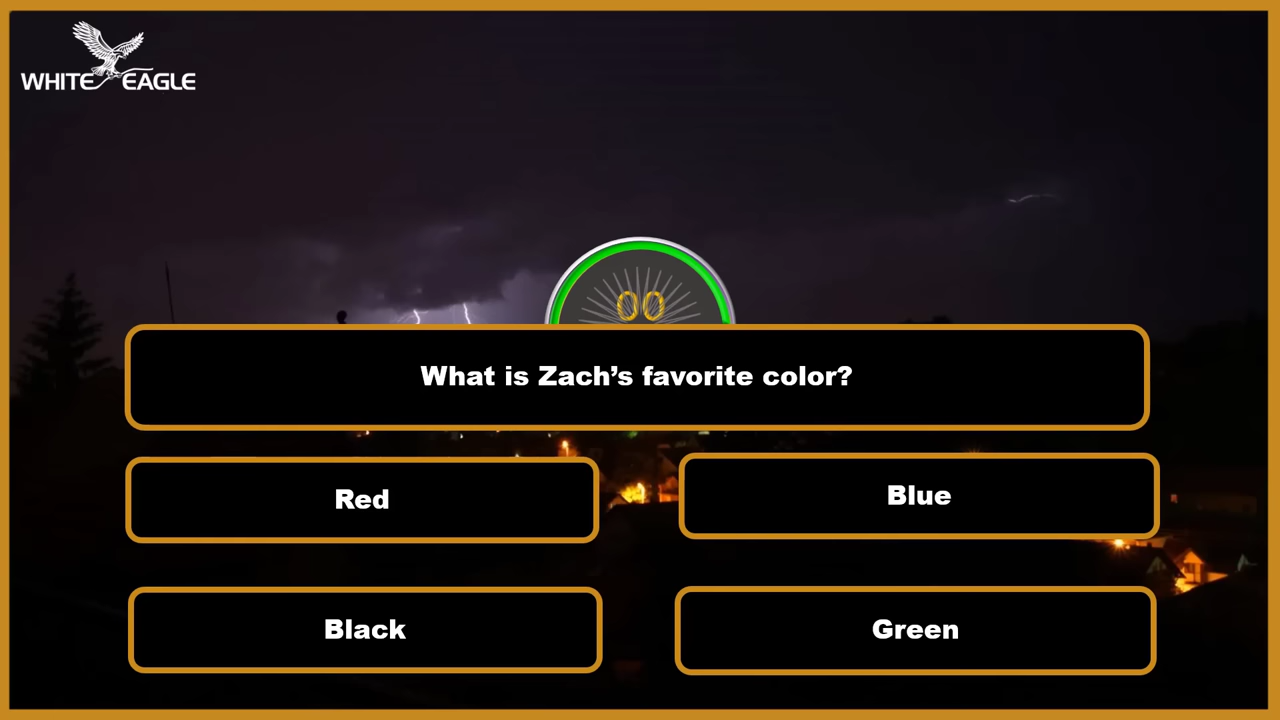 WHITE EAGLE
00
What is Zach’s favorite color?
Red
Blue
Black
Green